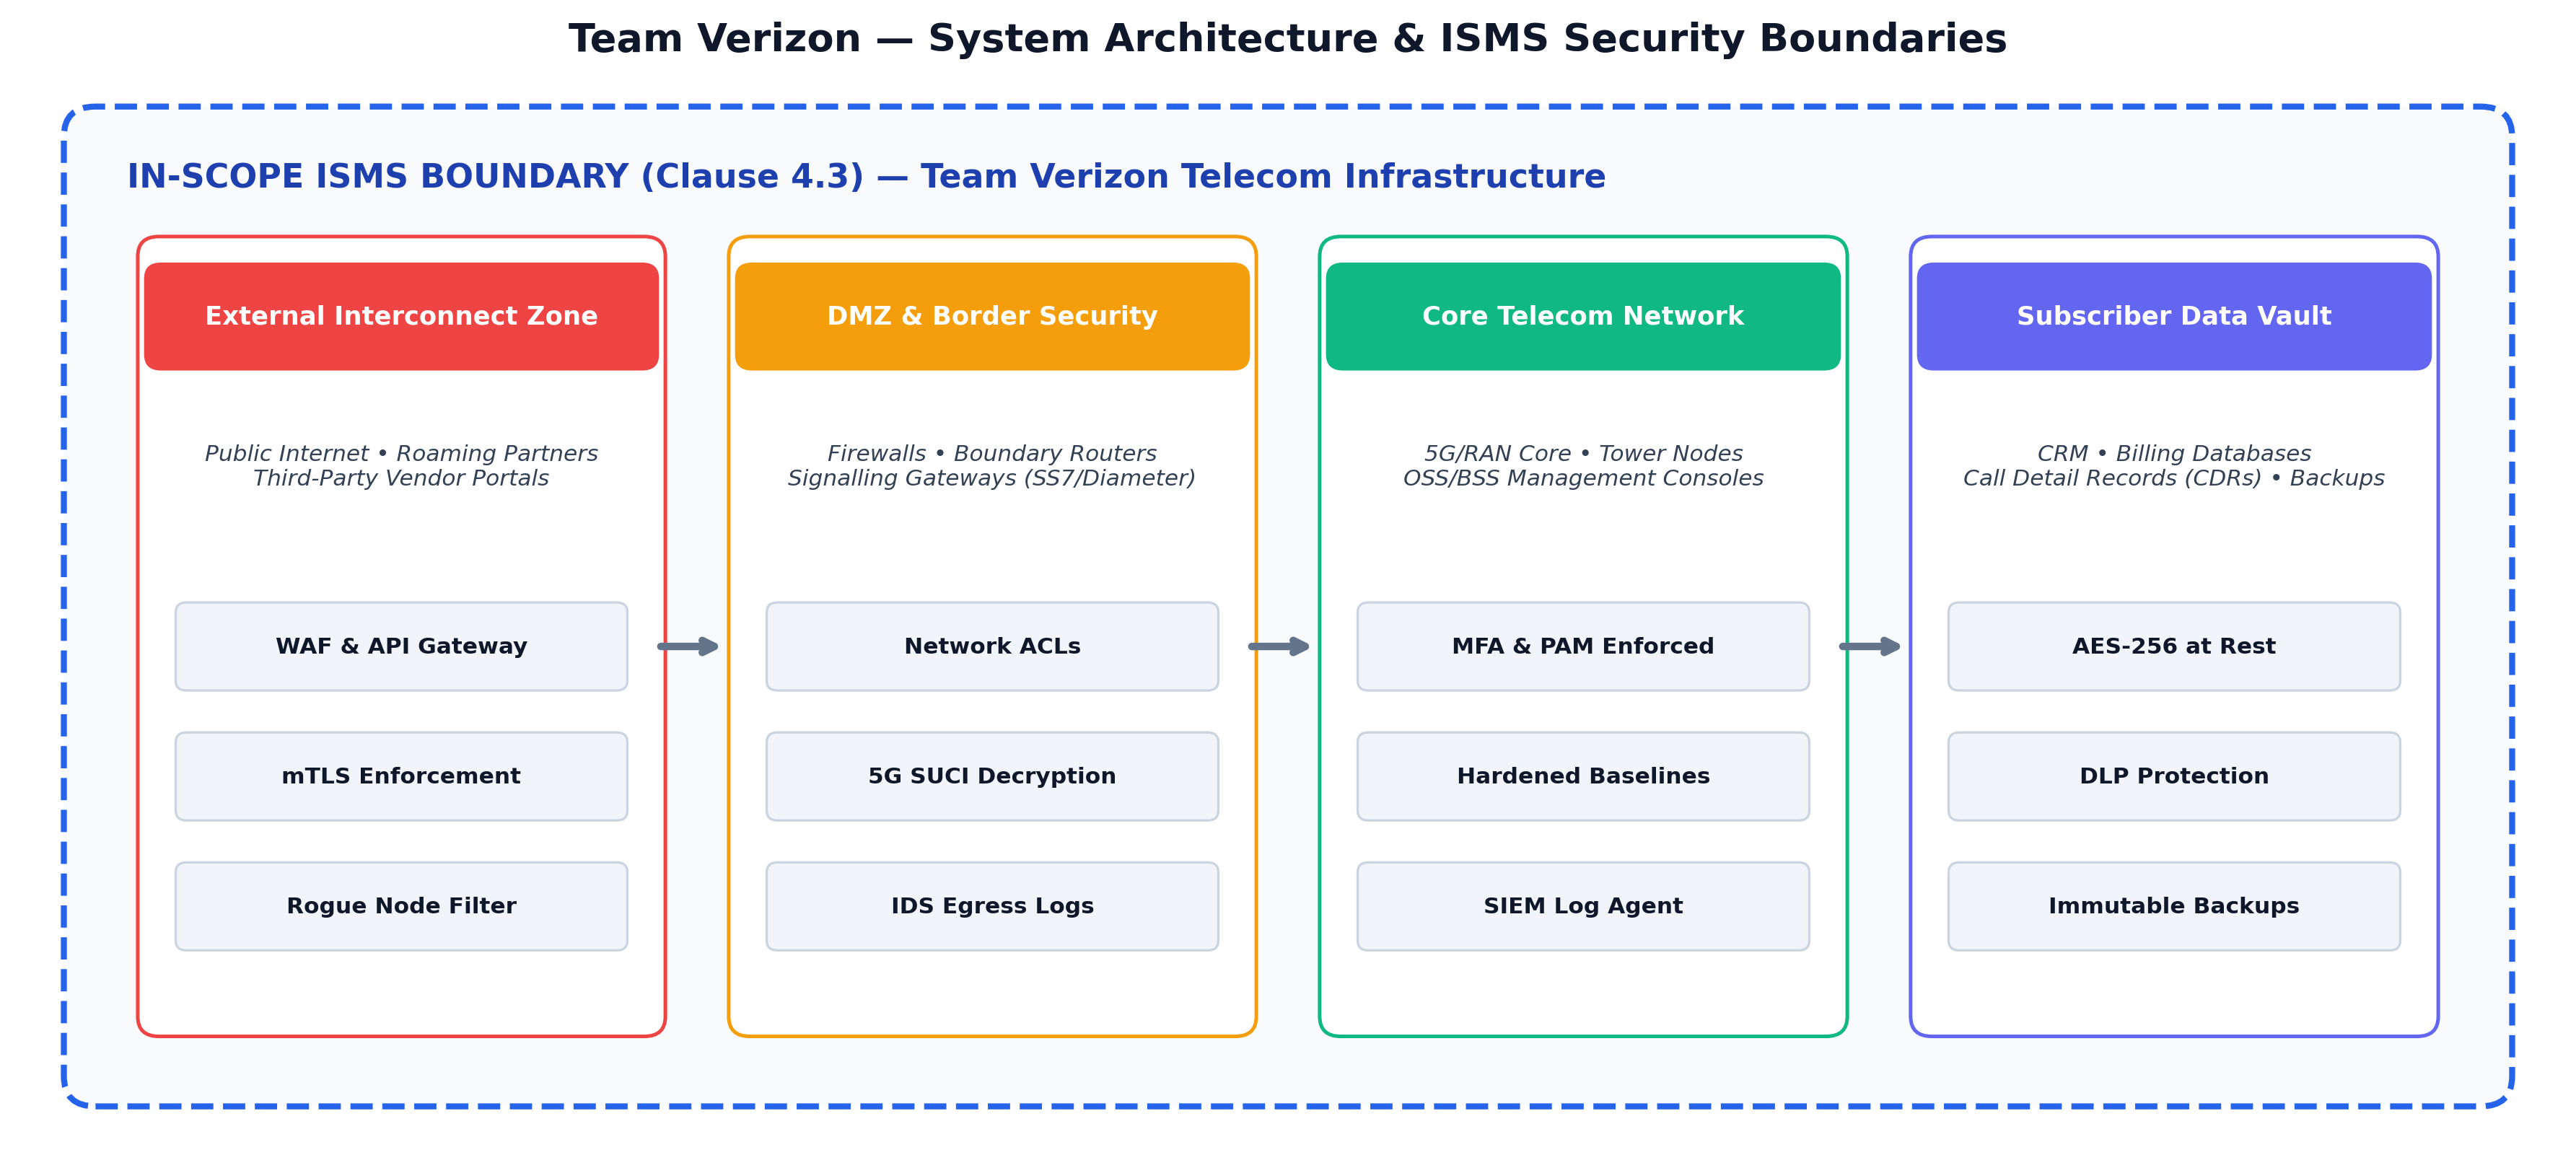 Team Verizon — System Architecture & ISMS Security Boundaries
IN-SCOPE ISMS BOUNDARY (Clause 4.3) — Team Verizon Telecom Infrastructure
External Interconnect Zone
Public Internet • Roaming Partners
Third-Party Vendor Portals
WAF & API Gateway
mTLS Enforcement
Rogue Node Filter
DMZ & Border Security
Firewalls • Boundary Routers
Signalling Gateways (SS7/Diameter)
Network ACLs
5G SUCI Decryption
IDS Egress Logs
Core Telecom Network
5G/RAN Core • Tower Nodes
OSS/BSS Management Consoles
MFA & PAM Enforced
Hardened Baselines
SIEM Log Agent
Subscriber Data Vault
CRM • Billing Databases
Call Detail Records (CDRs) • Backups
AES-256 at Rest
DLP Protection
Immutable Backups